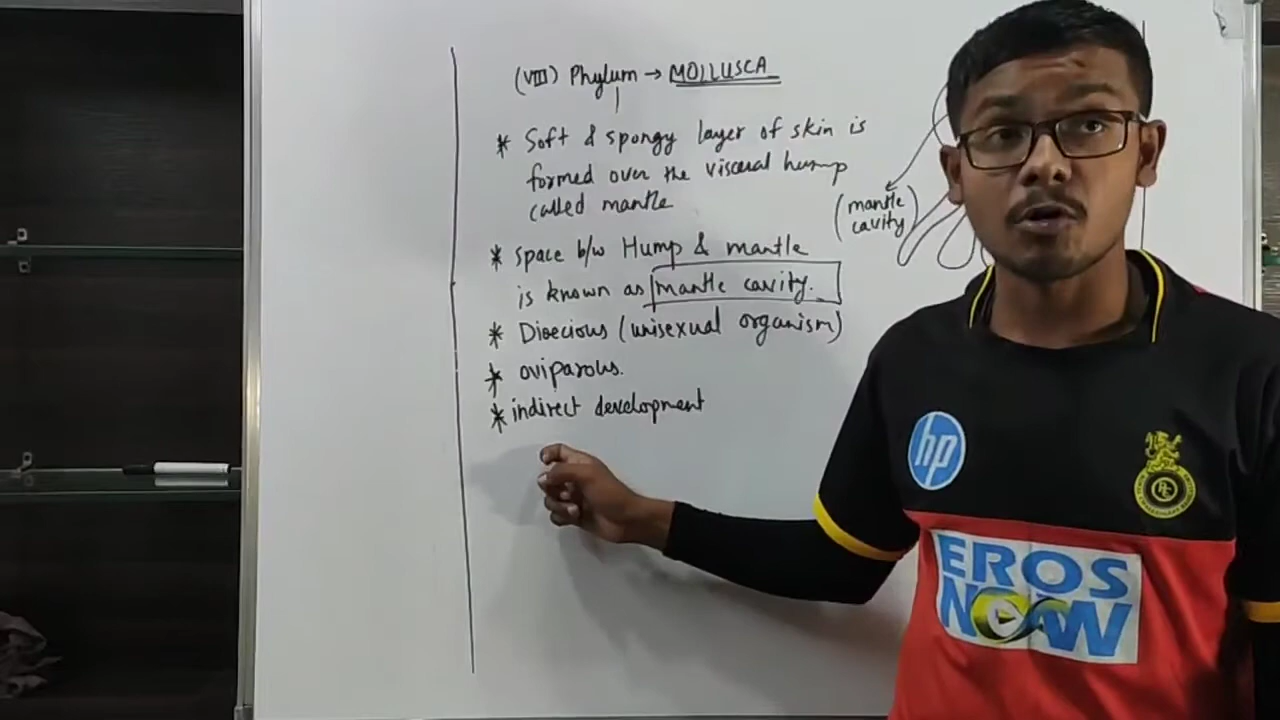 (VIII) Phylum → MOLLUSCA
* Soft & spongy layer of skin is
formed over the visceral hump
called mantle
* space b/w Hump & mantle
is known as mantle cavity.
* Dioecious (unisexual organism)
* oviparous.
* indirect development
(mantle
cavity)
hp
EROS
NOW